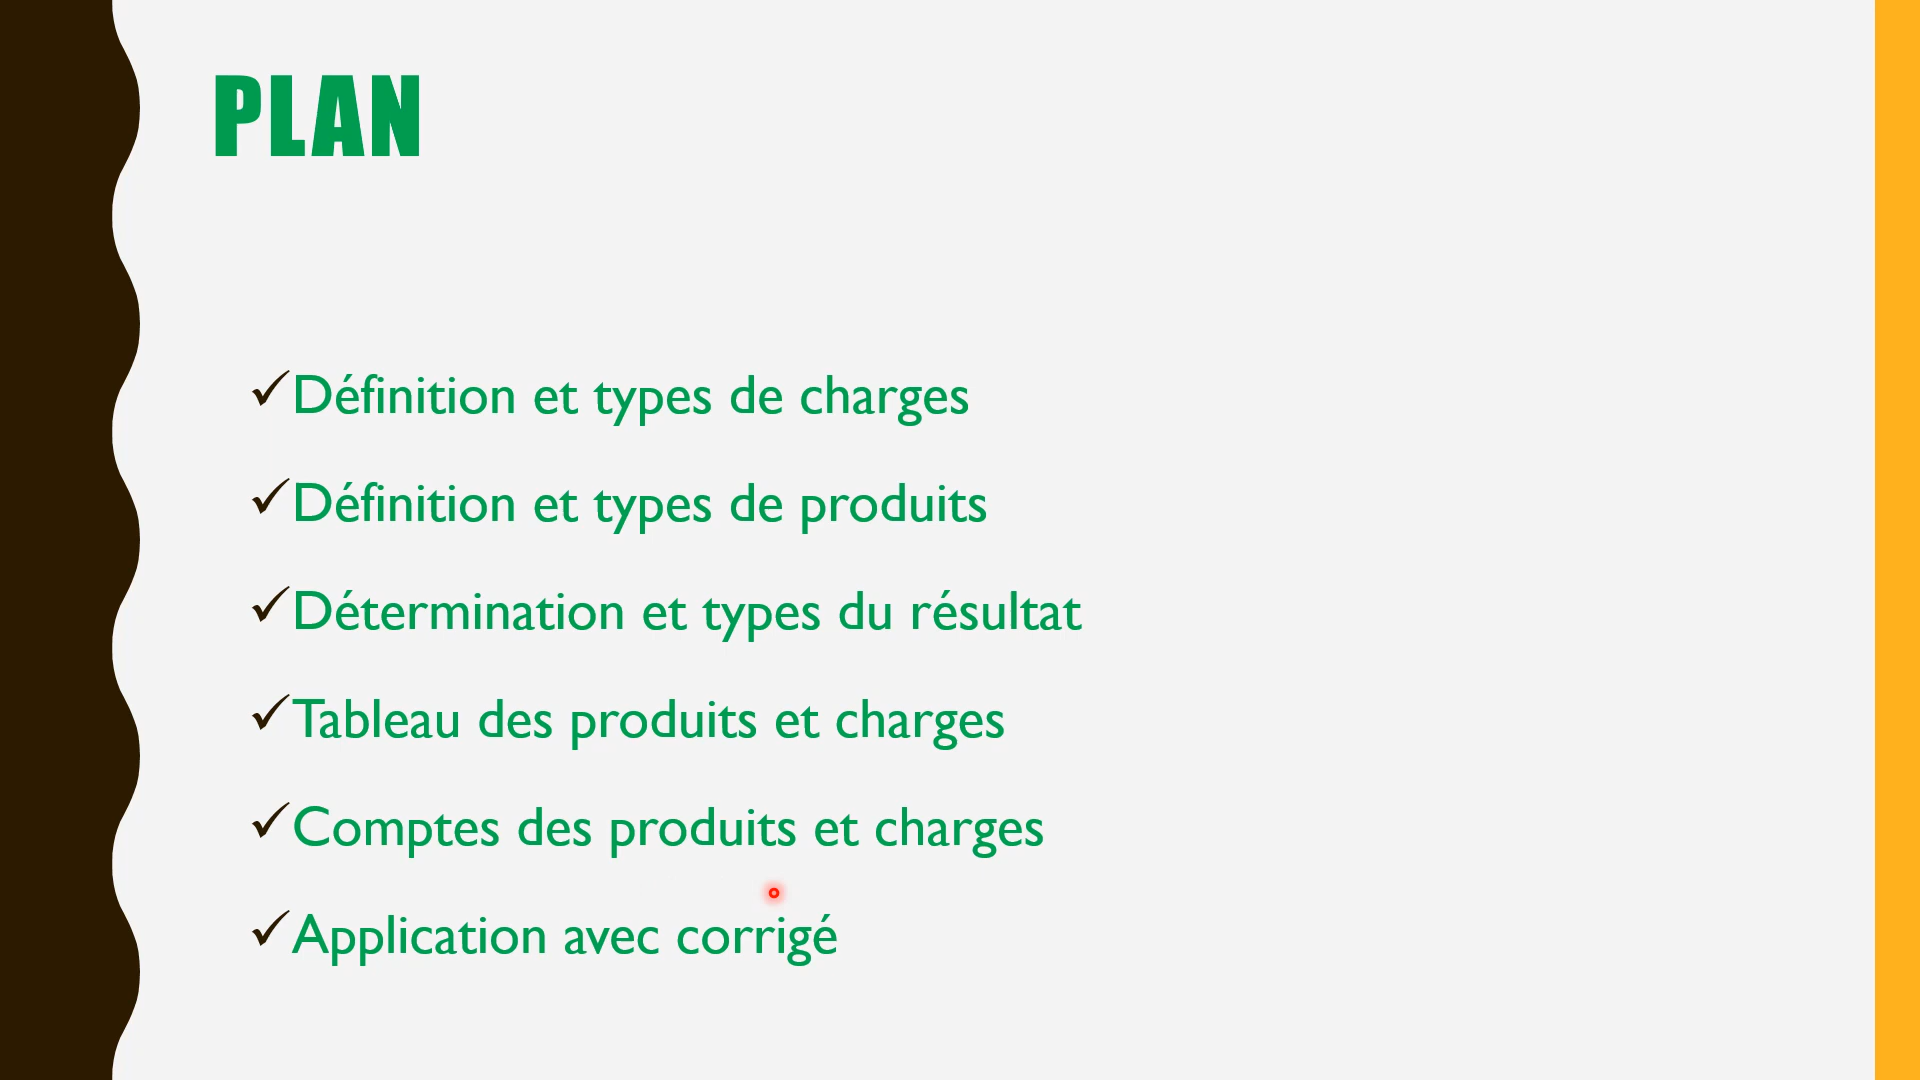 PLAN
✓Définition et types de charges
✓Définition et types de produits
✓Détermination et types du résultat
✓Tableau des produits et charges
✓Comptes des produits et charges
✓Application avec corrigé